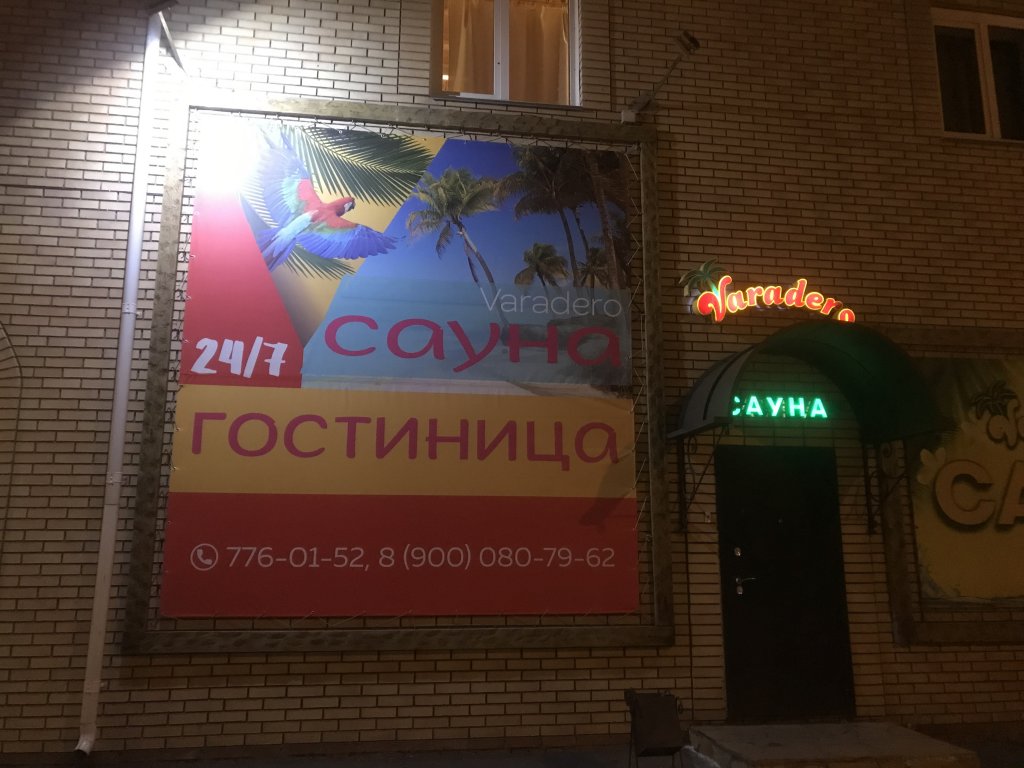 Varadero
сауна
24/7
гостиница
776-01-52, 8 (900) 080-79-62
Varadero
САУНА